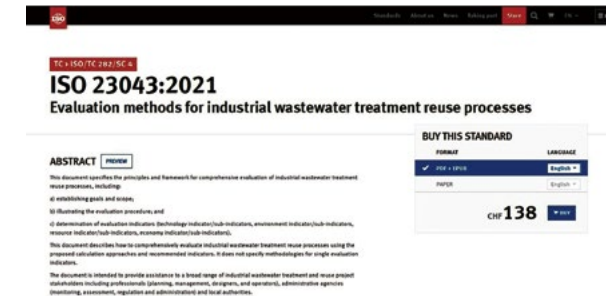 ISO
Standards About us News Taking part Store EN
TC > ISO/TC 282/SC 4
ISO 23043:2021
Evaluation methods for industrial wastewater treatment reuse processes
BUY THIS STANDARD
FORMAT LANGUAGE
PDF + EPUB English
PAPER English
CHF 138 BUY
ABSTRACT PREVIEW
This document specifies the principles and framework for comprehensive evaluation of industrial wastewater treatment
reuse processes, including:
a) establishing goals and scope;
b) illustrating the evaluation procedure; and
c) determination of evaluation indicators (technology indicator/sub-indicators, environment indicator/sub-indicators,
resource indicator/sub-indicators, economy indicator/sub-indicators).
This document describes how to comprehensively evaluate industrial wastewater treatment reuse processes using the
proposed calculation approaches and recommended indicators. It does not specify methodologies for single evaluation
indicators.
The document is intended to provide assistance to a broad range of industrial wastewater treatment and reuse project
stakeholders including professionals (planning, management, designers, and operators), administrative agencies
(monitoring, assessment, regulation and administration) and local authorities.